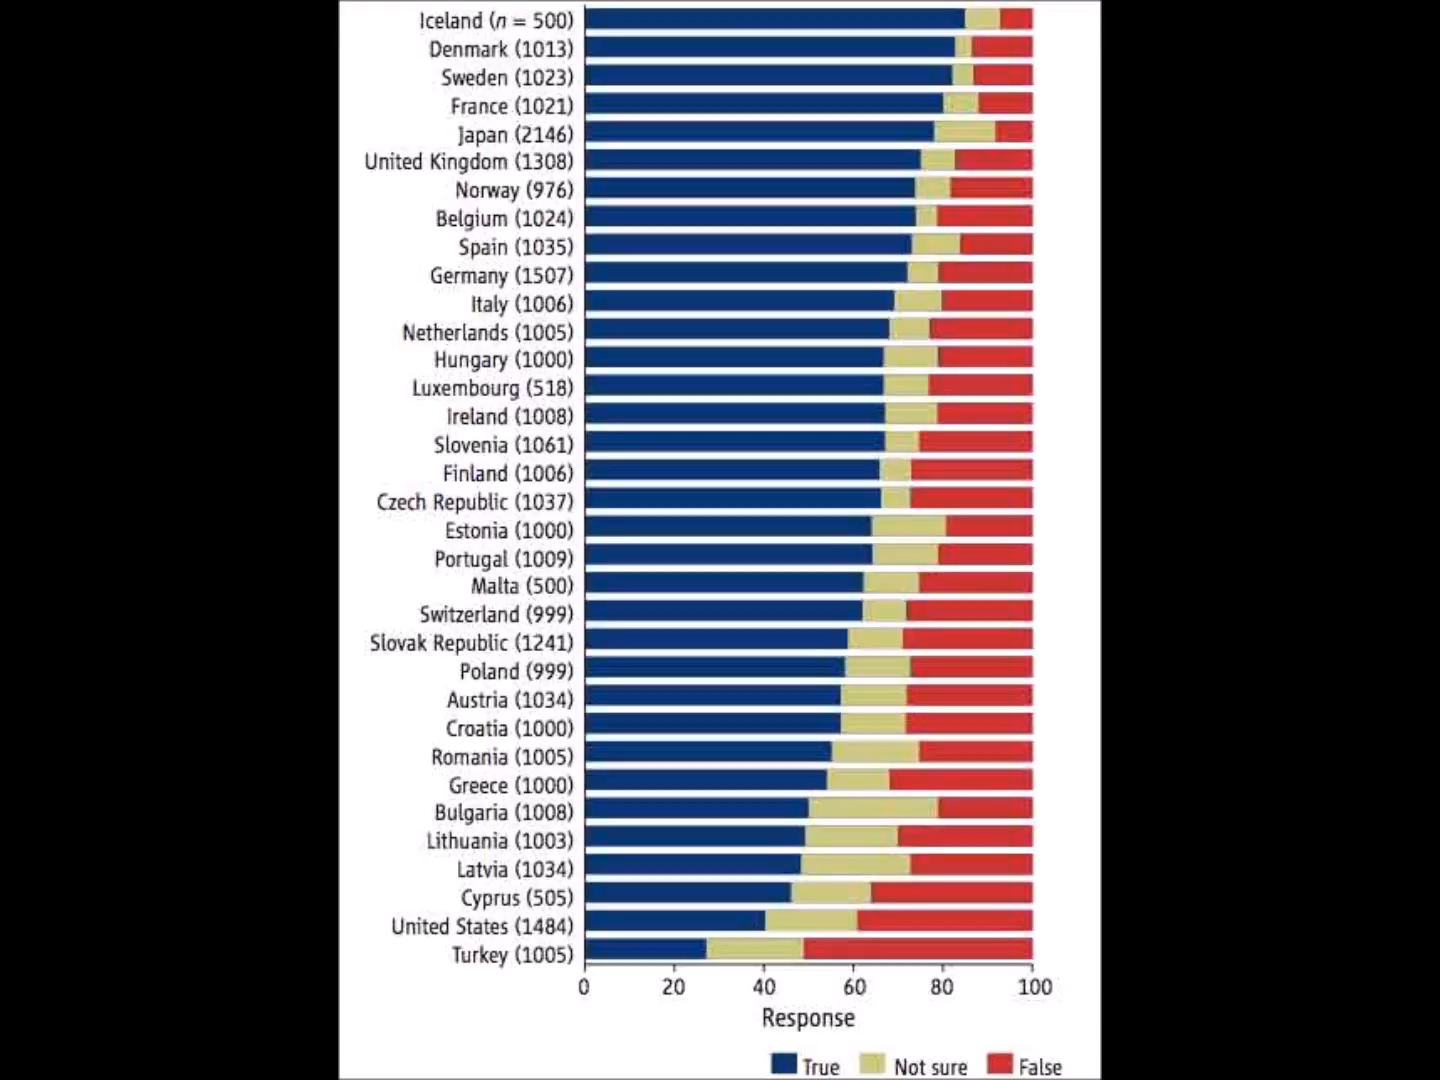 Iceland (n = 500)
Denmark (1013)
Sweden (1023)
France (1021)
Japan (2146)
United Kingdom (1308)
Norway (976)
Belgium (1024)
Spain (1035)
Germany (1507)
Italy (1006)
Netherlands (1005)
Hungary (1000)
Luxembourg (518)
Ireland (1008)
Slovenia (1061)
Finland (1006)
Czech Republic (1037)
Estonia (1000)
Portugal (1009)
Malta (500)
Switzerland (999)
Slovak Republic (1241)
Poland (999)
Austria (1034)
Croatia (1000)
Romania (1005)
Greece (1000)
Bulgaria (1008)
Lithuania (1003)
Latvia (1034)
Cyprus (505)
United States (1484)
Turkey (1005)
0 20 40 60 80 100
Response
True Not sure False